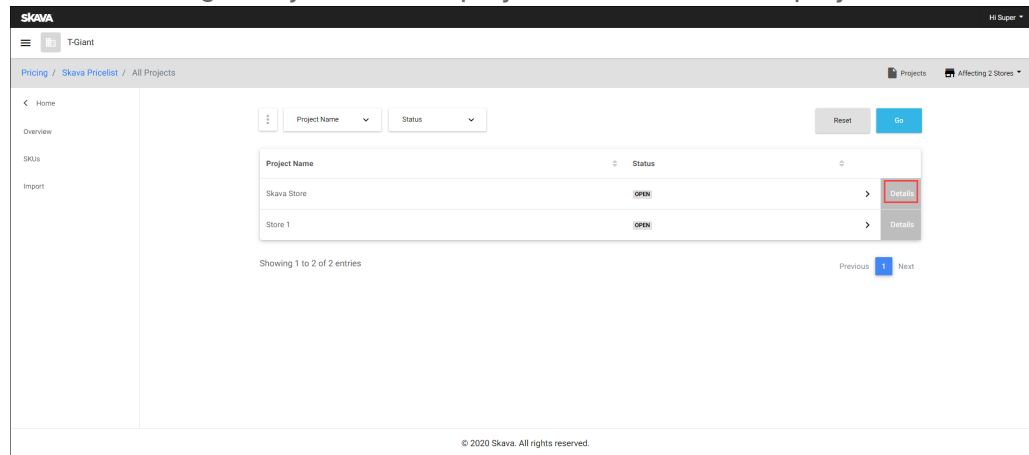 SKAVA
Hi Super
T-Giant
Pricing / Skava Pricelist / All Projects
Projects
Affecting 2 Stores
Home
Overview
SKUs
Import
Project Name
Status
Reset
Go
Project Name
Status
Skava Store
OPEN
Details
Store 1
OPEN
Details
Showing 1 to 2 of 2 entries
Previous 1 Next
© 2020 Skava. All rights reserved.